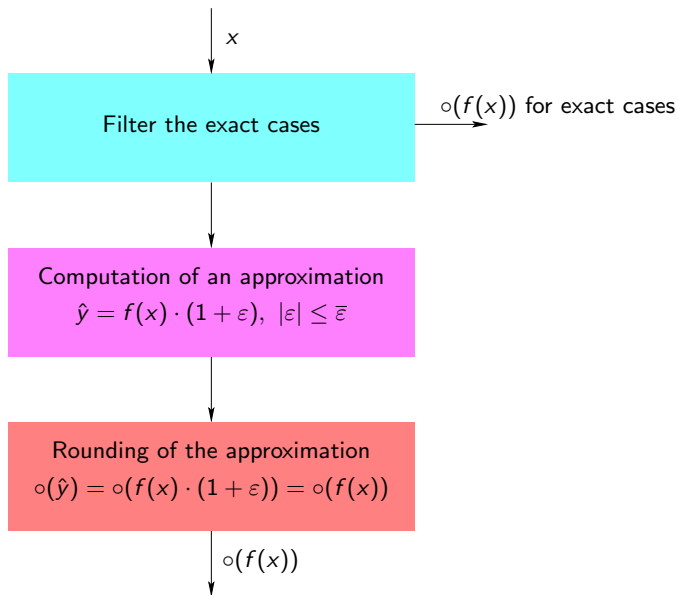 x
Filter the exact cases
∘(f(x)) for exact cases
Computation of an approximation
ŷ = f(x) · (1 + ε), |ε| ≤ ε̅
Rounding of the approximation
∘(ŷ) = ∘(f(x) · (1 + ε)) = ∘(f(x))
∘(f(x))